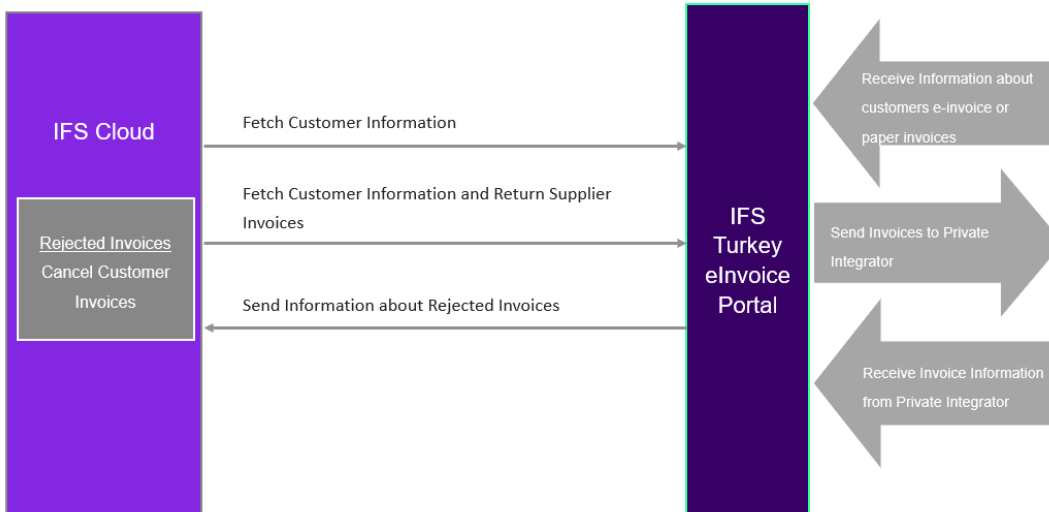 IFS Cloud
Rejected Invoices
Cancel Customer
Invoices
Fetch Customer Information
Fetch Customer Information and Return Supplier
Invoices
Send Information about Rejected Invoices
IFS
Turkey
eInvoice
Portal
Receive Information about
customers e-invoice or
paper invoices
Send Invoices to Private
Integrator
Receive Invoice Information
from Private Integrator